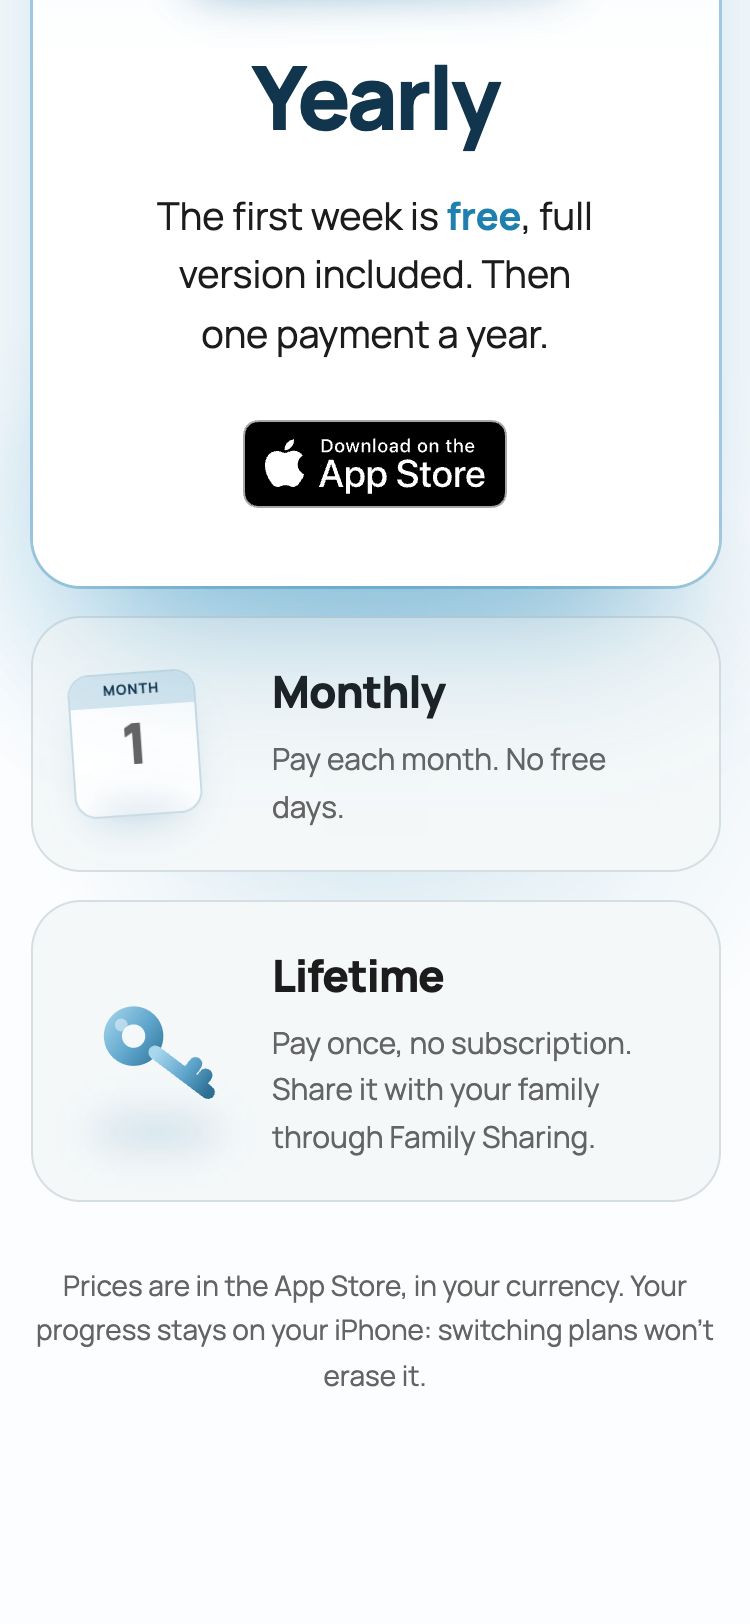 Yearly
The first week is free, full
version included. Then
one payment a year.
Download on the
App Store
MONTH
1
Monthly
Pay each month. No free
days.
Lifetime
Pay once, no subscription.
Share it with your family
through Family Sharing.
Prices are in the App Store, in your currency. Your
progress stays on your iPhone: switching plans won’t
erase it.